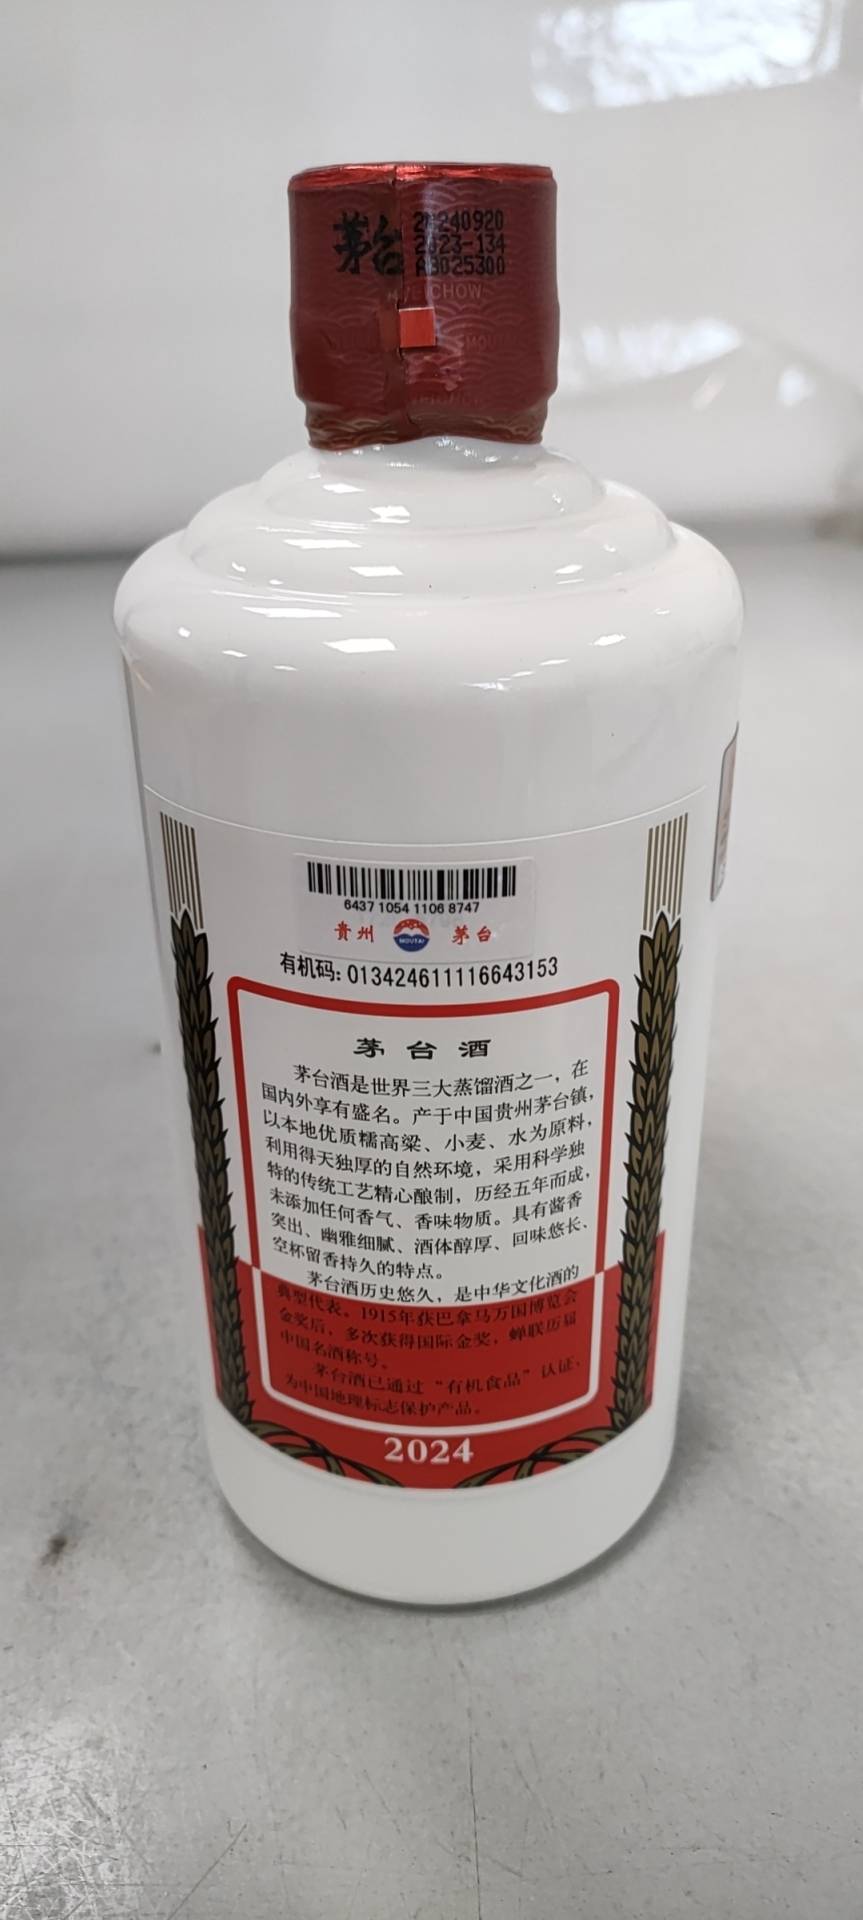 茅台
20240920
2023-134
AB025300
KWEICHOW
MOUTAI
6437 1054 1106 8747
贵州 MOUTAI 茅台
有机码: 013424611116643153
茅台酒
茅台酒是世界三大蒸馏酒之一，在
国内外享有盛名。产于中国贵州茅台镇，
以本地优质糯高粱、小麦、水为原料，
利用得天独厚的自然环境，采用科学独
特的传统工艺精心酿制，历经五年而成，
未添加任何香气、香味物质。具有酱香
突出、幽雅细腻、酒体醇厚、回味悠长、
空杯留香持久的特点。
茅台酒历史悠久，是中华文化酒的
典型代表。1915年获巴拿马万国博览会
金奖后，多次获得国际金奖，蝉联历届
中国名酒称号。
茅台酒已通过“有机食品”认证、
为中国地理标志保护产品。
2024